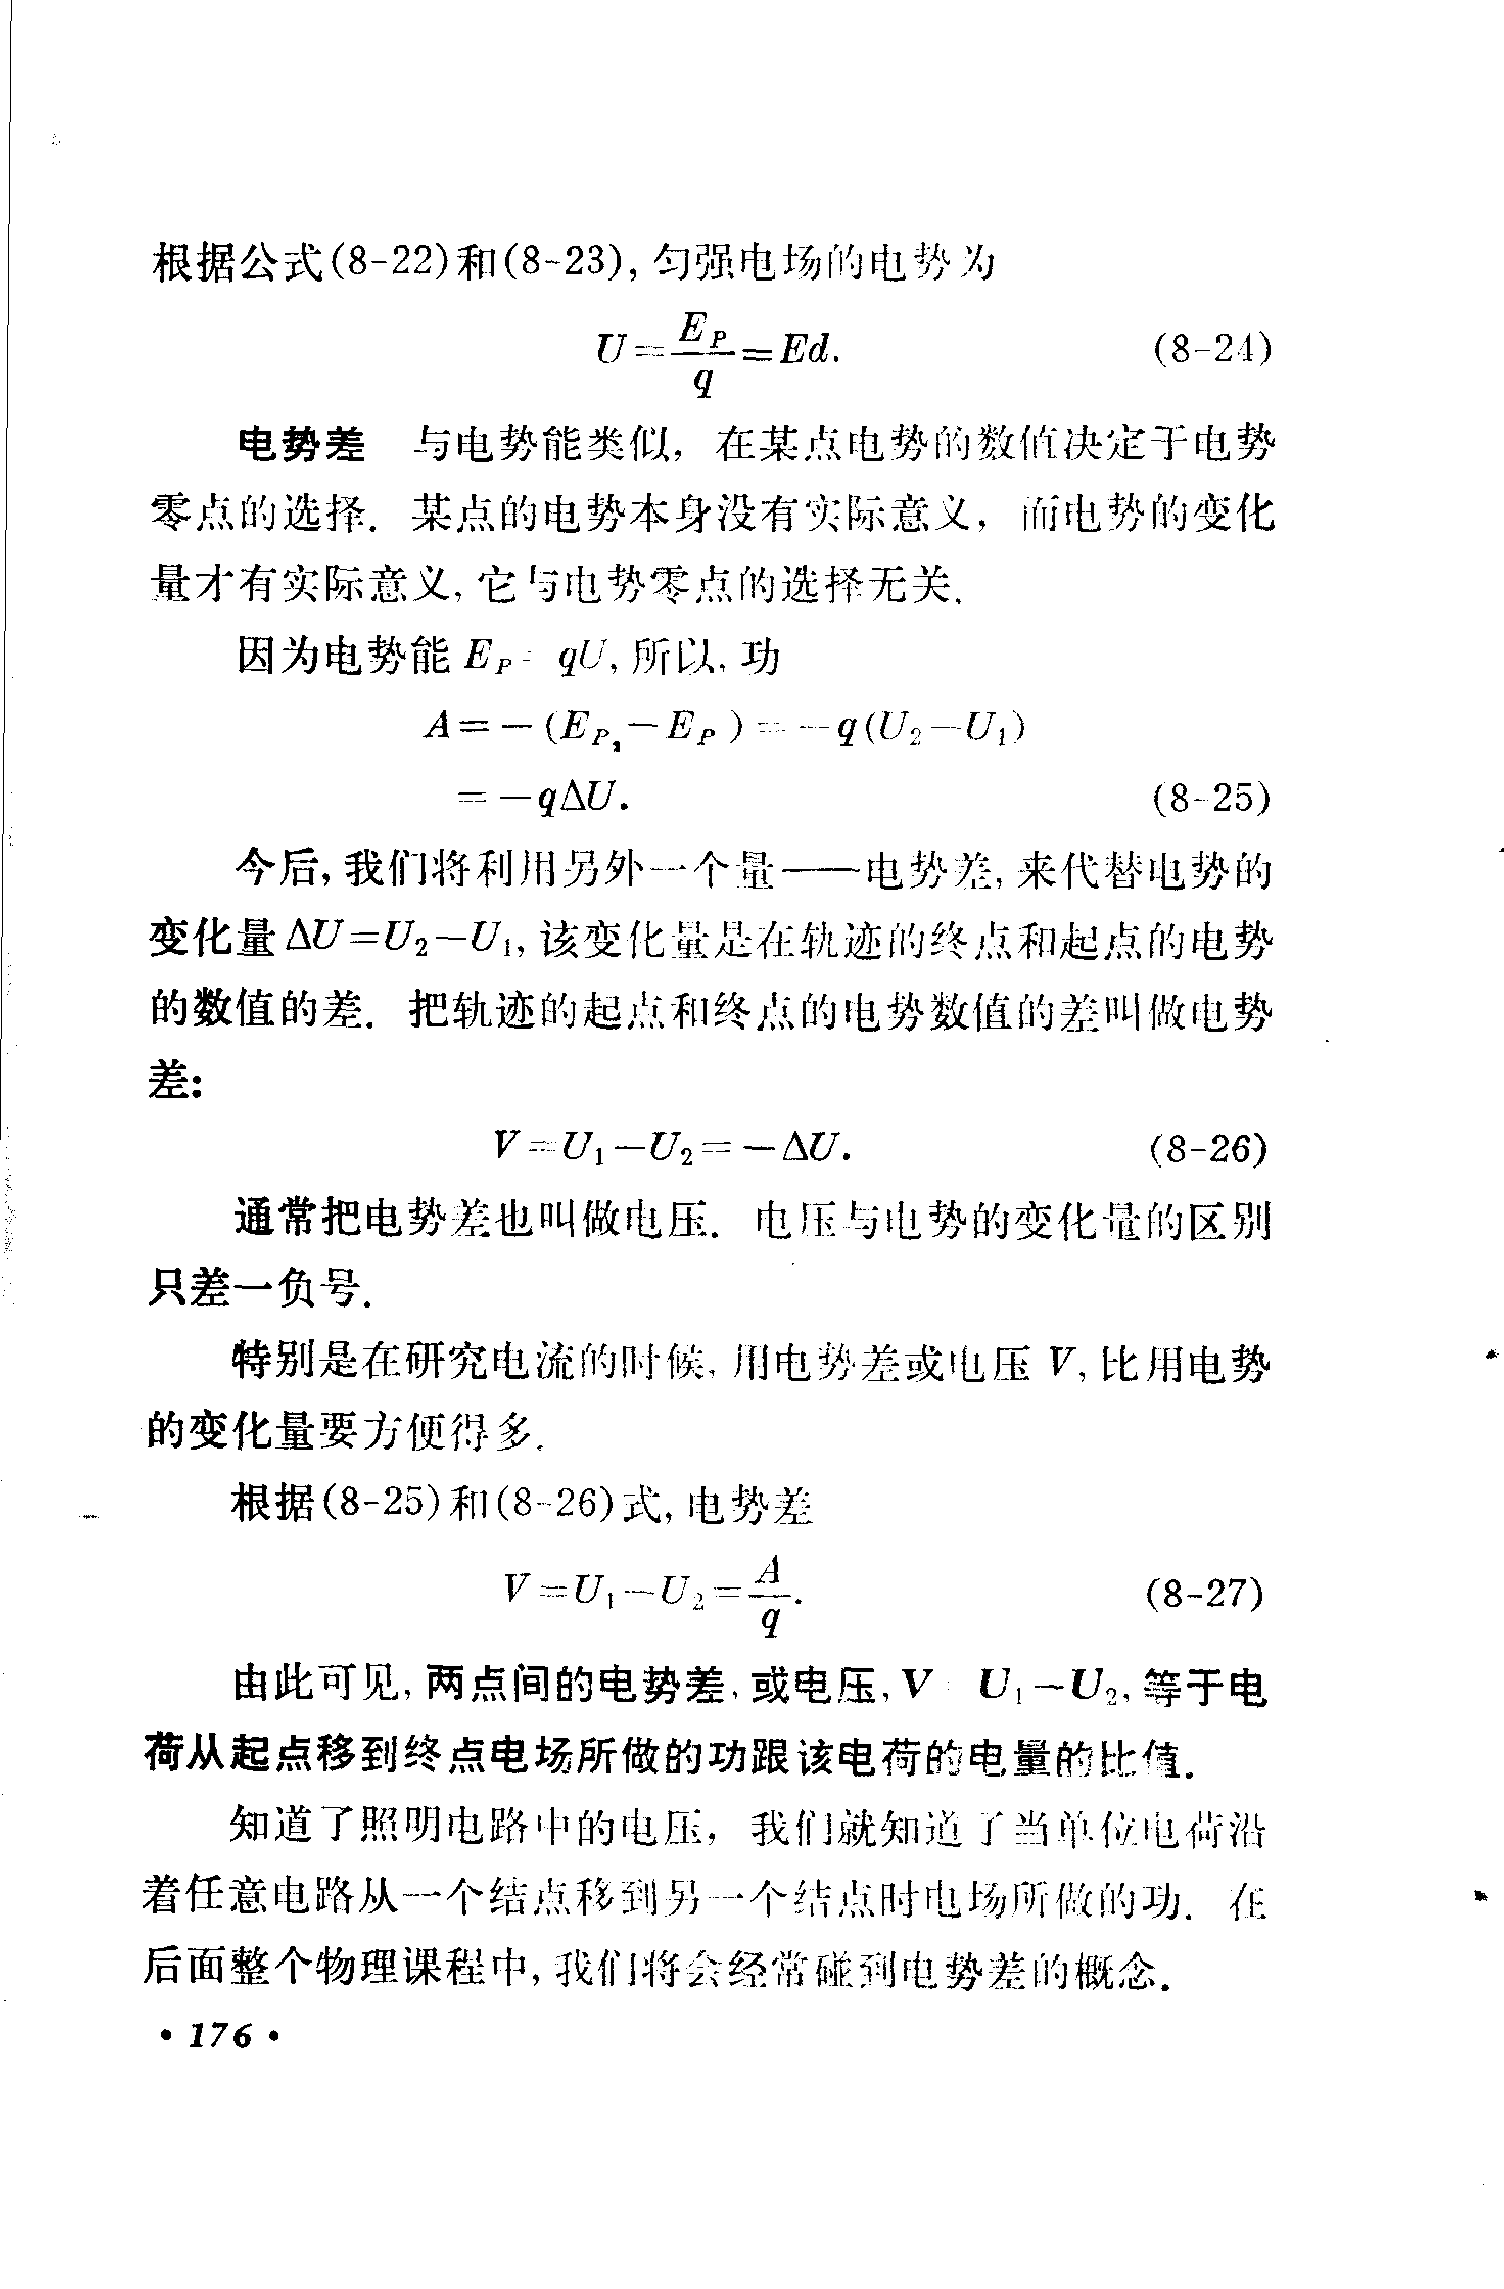 根据公式(8-22)和(8-23),匀强电场的电势为
U=E_P/q=Ed. (8-24)
电势差 与电势能类似，在某点电势的数值决定于电势
零点的选择．某点的电势本身没有实际意义，而电势的变化
量才有实际意义,它与电势零点的选择无关．
因为电势能 E_P= qU,所以,功
A=-(E_P₂-E_P )=-q(U₂-U₁)
=-qΔU. (8-25)
今后,我们将利用另外一个量——电势差,来代替电势的
变化量 ΔU=U₂-U₁,该变化量是在轨迹的终点和起点的电势
的数值的差．把轨迹的起点和终点的电势数值的差叫做电势
差:
V=U₁-U₂=-ΔU. (8-26)
通常把电势差也叫做电压．电压与电势的变化量的区别
只差一负号．
特别是在研究电流的时候,用电势差或电压 V,比用电势
的变化量要方便得多．
根据(8-25)和(8-26)式,电势差
V=U₁-U₂=A/q. (8-27)
由此可见,两点间的电势差,或电压,V U₁-U₂,等于电
荷从起点移到终点电场所做的功跟该电荷的电量的比值．
知道了照明电路中的电压，我们就知道了当单位电荷沿
着任意电路从一个结点移到另一个结点时电场所做的功．在
后面整个物理课程中,我们将会经常碰到电势差的概念．
•176•